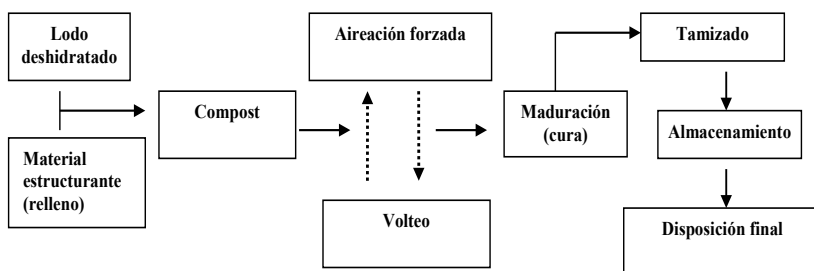 Lodo
deshidratado
Material
estructurante
(relleno)
Compost
Aireación forzada
Volteo
Maduración
(cura)
Tamizado
Almacenamiento
Disposición final